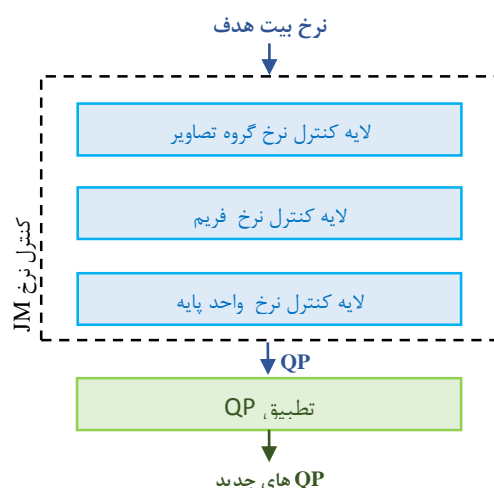 نرخ بیت هدف
لایه کنترل نرخ گروه تصاویر
لایه کنترل نرخ فریم
لایه کنترل نرخ واحد پایه
کنترل نرخ JM
QP
تطبیق QP
QP های جدید